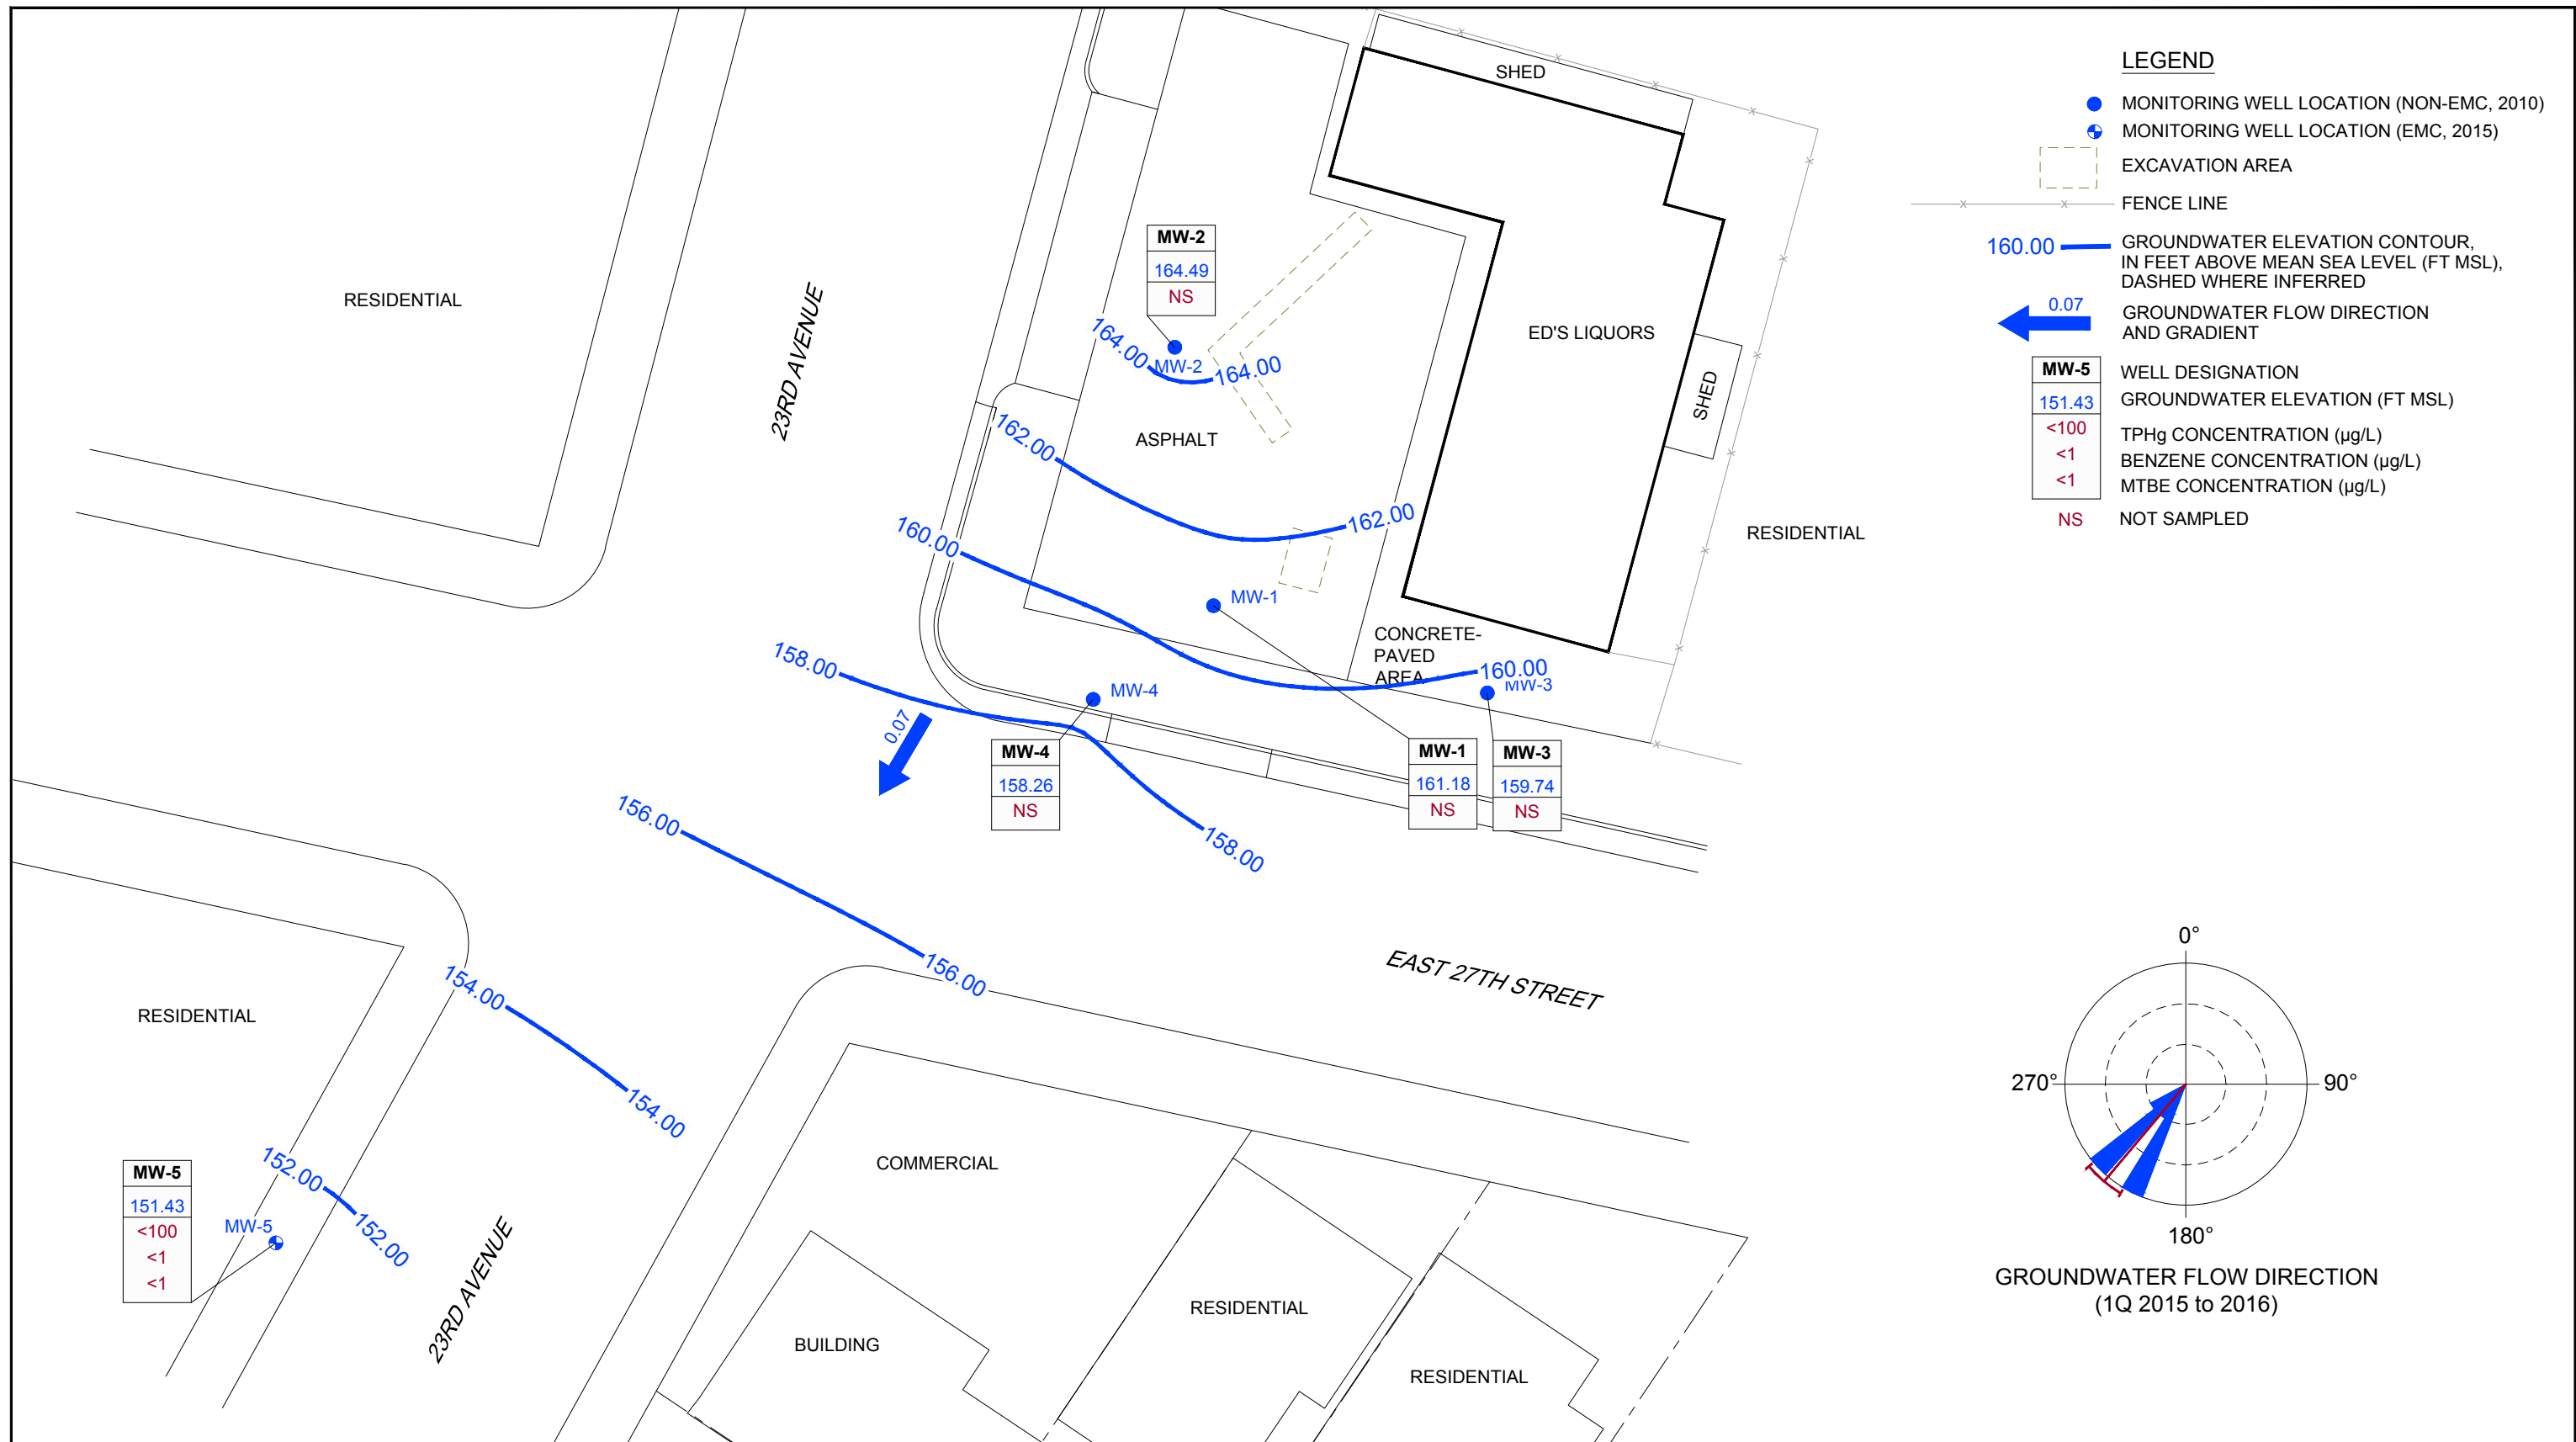 LEGEND
MONITORING WELL LOCATION (NON-EMC, 2010)
MONITORING WELL LOCATION (EMC, 2015)
EXCAVATION AREA
FENCE LINE
160.00
GROUNDWATER ELEVATION CONTOUR,
IN FEET ABOVE MEAN SEA LEVEL (FT MSL),
DASHED WHERE INFERRED
0.07
GROUNDWATER FLOW DIRECTION
AND GRADIENT
MW-5
WELL DESIGNATION
151.43
GROUNDWATER ELEVATION (FT MSL)
<100
TPHg CONCENTRATION (µg/L)
<1
BENZENE CONCENTRATION (µg/L)
<1
MTBE CONCENTRATION (µg/L)
NS
NOT SAMPLED
SHED
RESIDENTIAL
23RD AVENUE
MW-2
164.49
NS
164.00
MW-2
164.00
ED'S LIQUORS
SHED
ASPHALT
162.00
162.00
RESIDENTIAL
160.00
MW-1
CONCRETE-
PAVED
AREA
160.00
MW-3
158.00
MW-4
0.07
MW-4
158.26
NS
MW-1
161.18
NS
MW-3
159.74
NS
158.00
156.00
156.00
EAST 27TH STREET
154.00
154.00
RESIDENTIAL
152.00
152.00
MW-5
151.43
<100
<1
<1
MW-5
23RD AVENUE
COMMERCIAL
BUILDING
RESIDENTIAL
RESIDENTIAL
0°
270°
90°
180°
GROUNDWATER FLOW DIRECTION
(1Q 2015 to 2016)